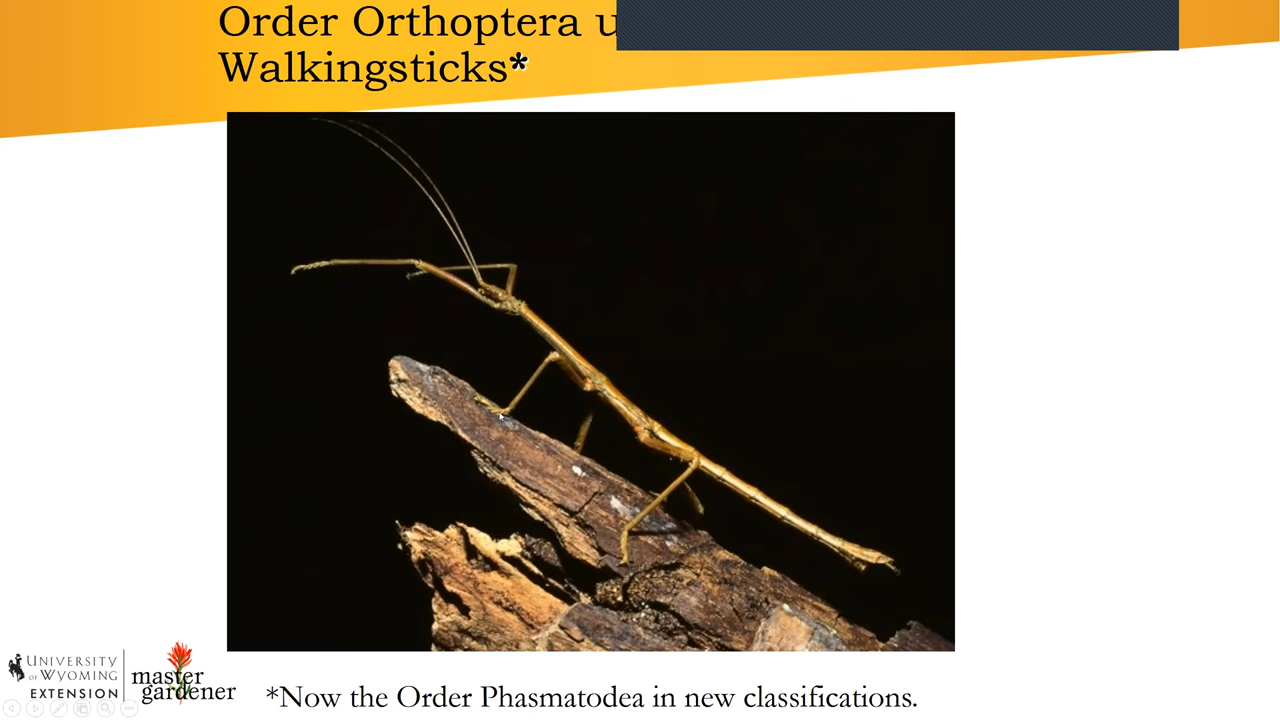 Order Orthoptera u
Walkingsticks*
UNIVERSITY
OF WYOMING
EXTENSION
master
gardener
*Now the Order Phasmatodea in new classifications.